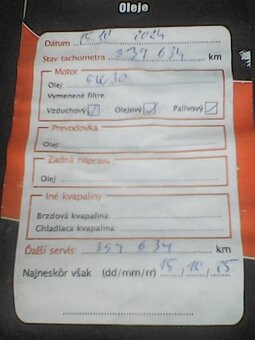 Oleje
Dátum 15 10 2024
Stav tachometra 339 634 km
Motor
Olej 5W30
Vymenené filtre
Vzduchový Olejový Palivový
Prevodovka
Olej
Zadná náprava
Olej
Iné kvapaliny
Brzdová kvapalina
Chladiaca kvapalina
Ďalší servis: 354 634 km
Najneskôr však (dd/mm/rr) 15, 10, 25